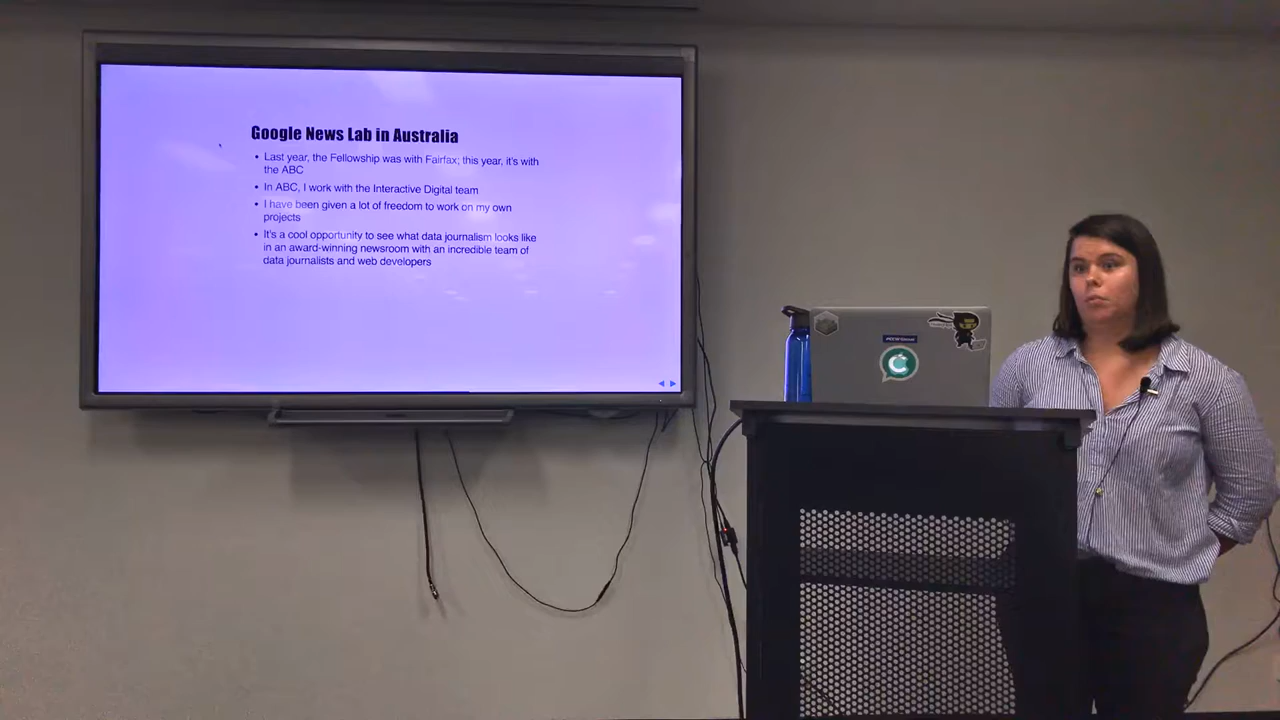 Google News Lab in Australia
• Last year, the Fellowship was with Fairfax; this year, it's with
the ABC
• In ABC, I work with the Interactive Digital team
• I have been given a lot of freedom to work on my own
projects
• It's a cool opportunity to see what data journalism looks like
in an award-winning newsroom with an incredible team of
data journalists and web developers